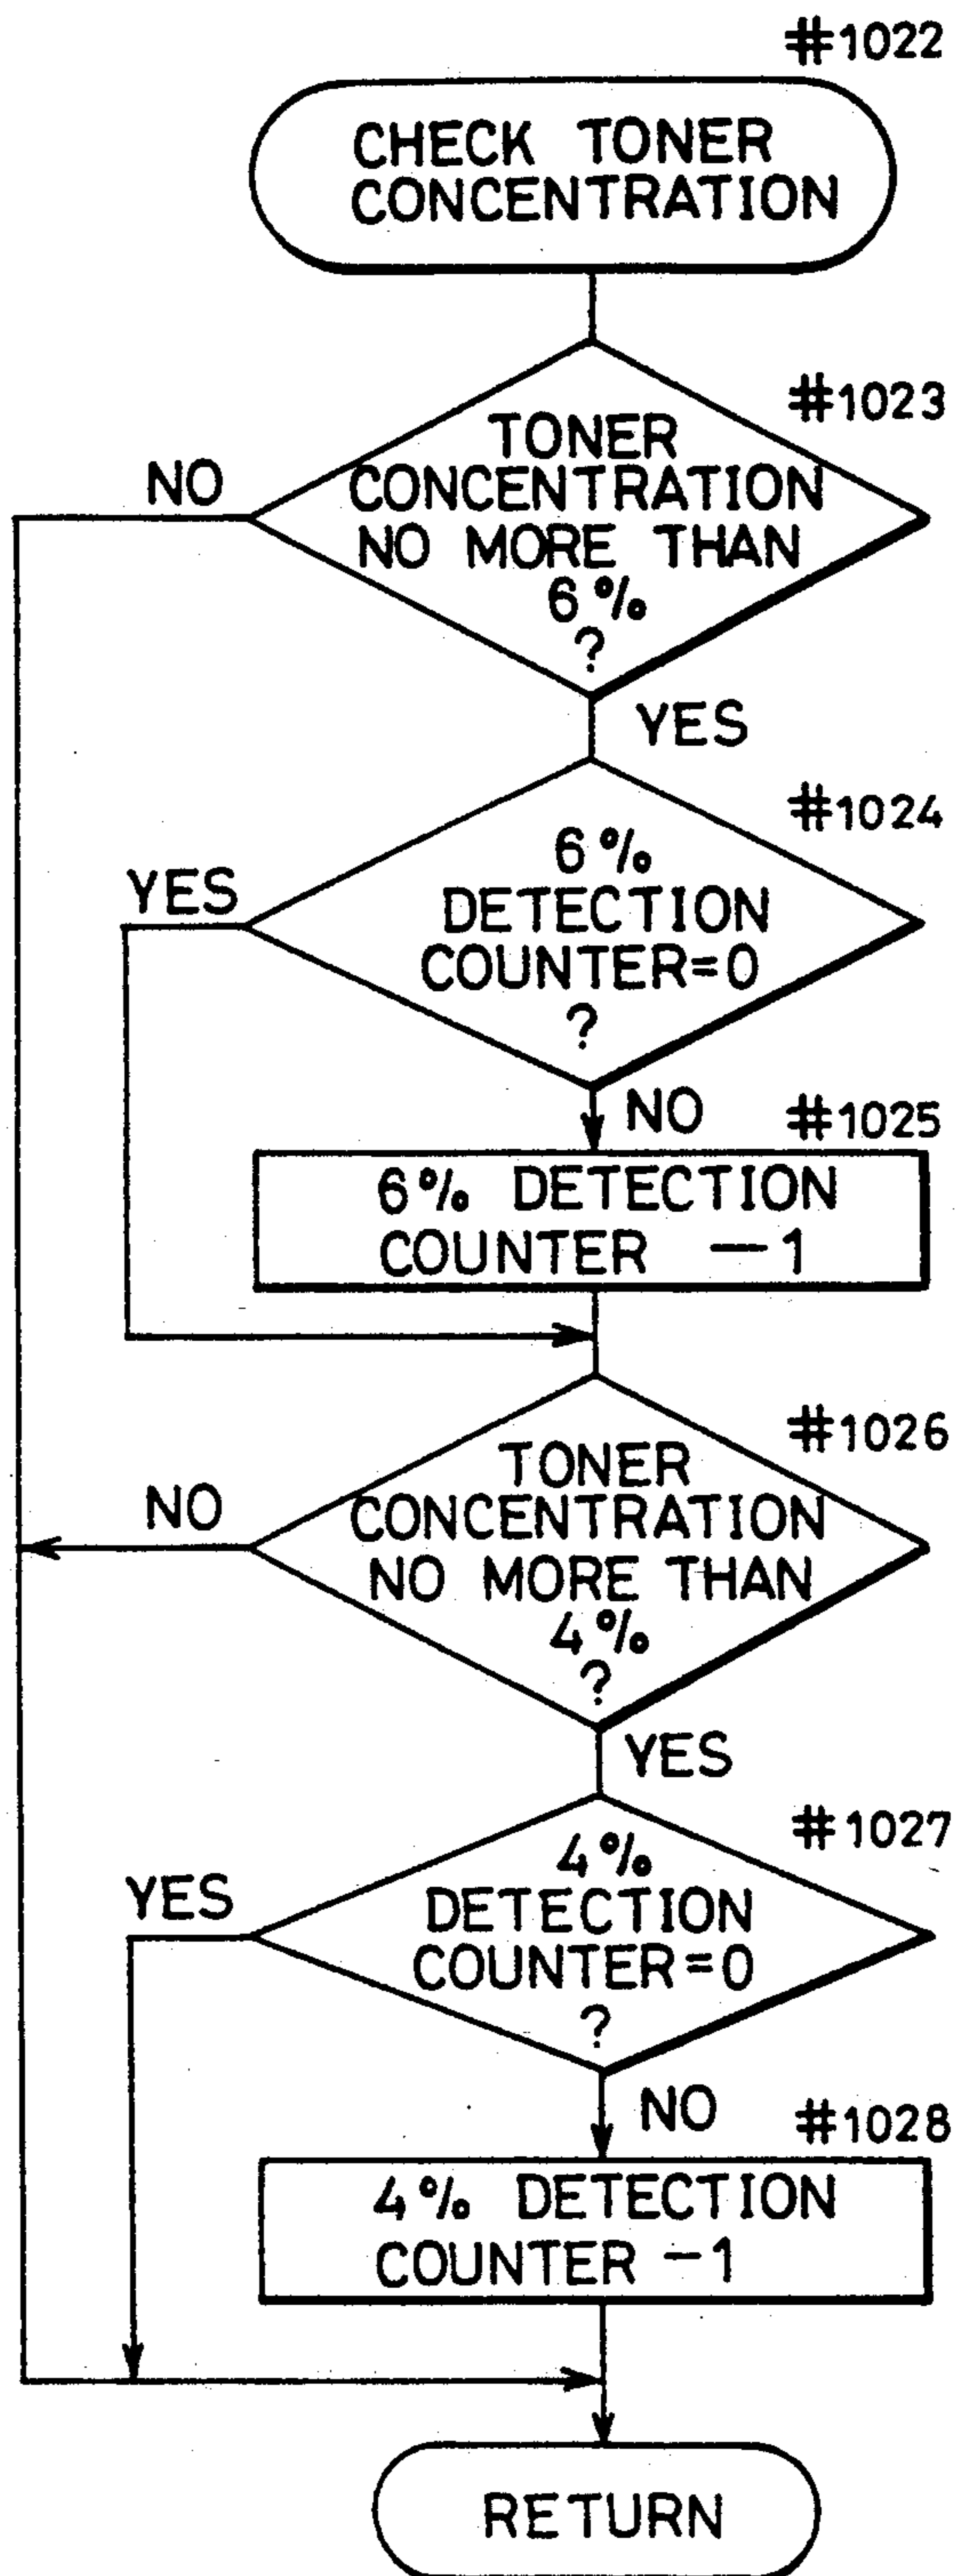 #1022
CHECK TONER
CONCENTRATION
#1023
TONER
CONCENTRATION
NO MORE THAN
6%
?
NO
YES
#1024
6%
DETECTION
COUNTER=0
?
YES
NO
#1025
6% DETECTION
COUNTER —1
#1026
TONER
CONCENTRATION
NO MORE THAN
4%
?
NO
YES
#1027
4%
DETECTION
COUNTER=0
?
YES
NO
#1028
4% DETECTION
COUNTER -1
RETURN